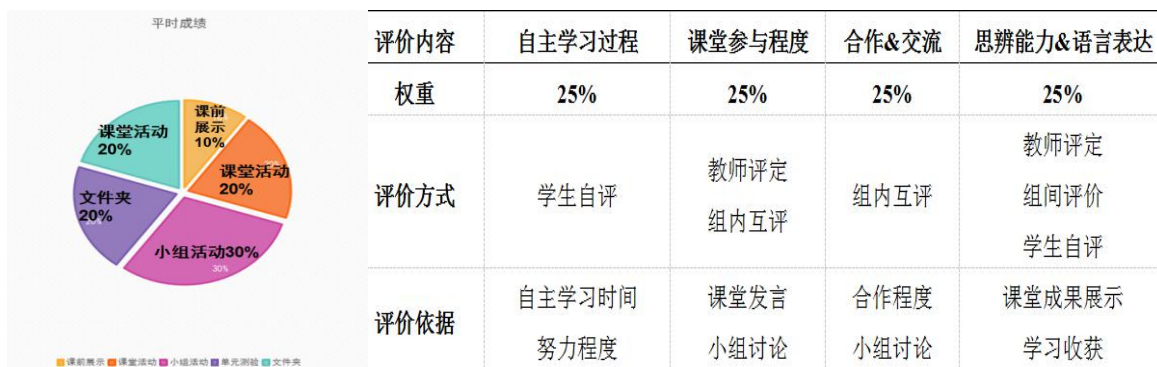 平时成绩
课前
展示
10%
课堂活动
20%
20%
小组活动30%
30%
文件夹
20%
20%
课堂活动
20%
课前展示 课堂活动 小组活动 单元测验 文件夹
评价内容 自主学习过程 课堂参与程度 合作&交流 思辨能力&语言表达
权重 25% 25% 25% 25%
评价方式 学生自评 教师评定 组内互评 组内互评 教师评定 组间评价 学生自评
评价依据 自主学习时间 努力程度 课堂发言 小组讨论 合作程度 小组讨论 课堂成果展示 学习收获